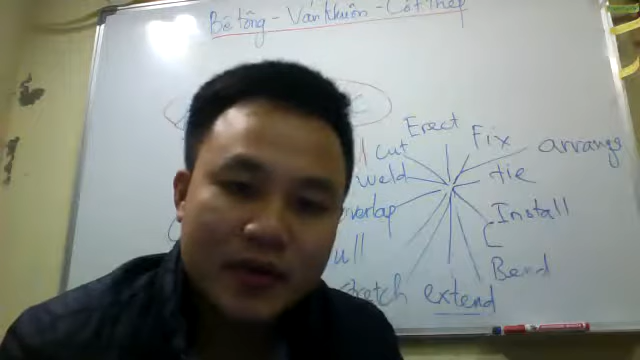 Bê tông - Ván khuôn - Cốt thép
Erect
Fix
arrange
cut
weld
tie
overlap
Install
ull
Bend
stretch
extend